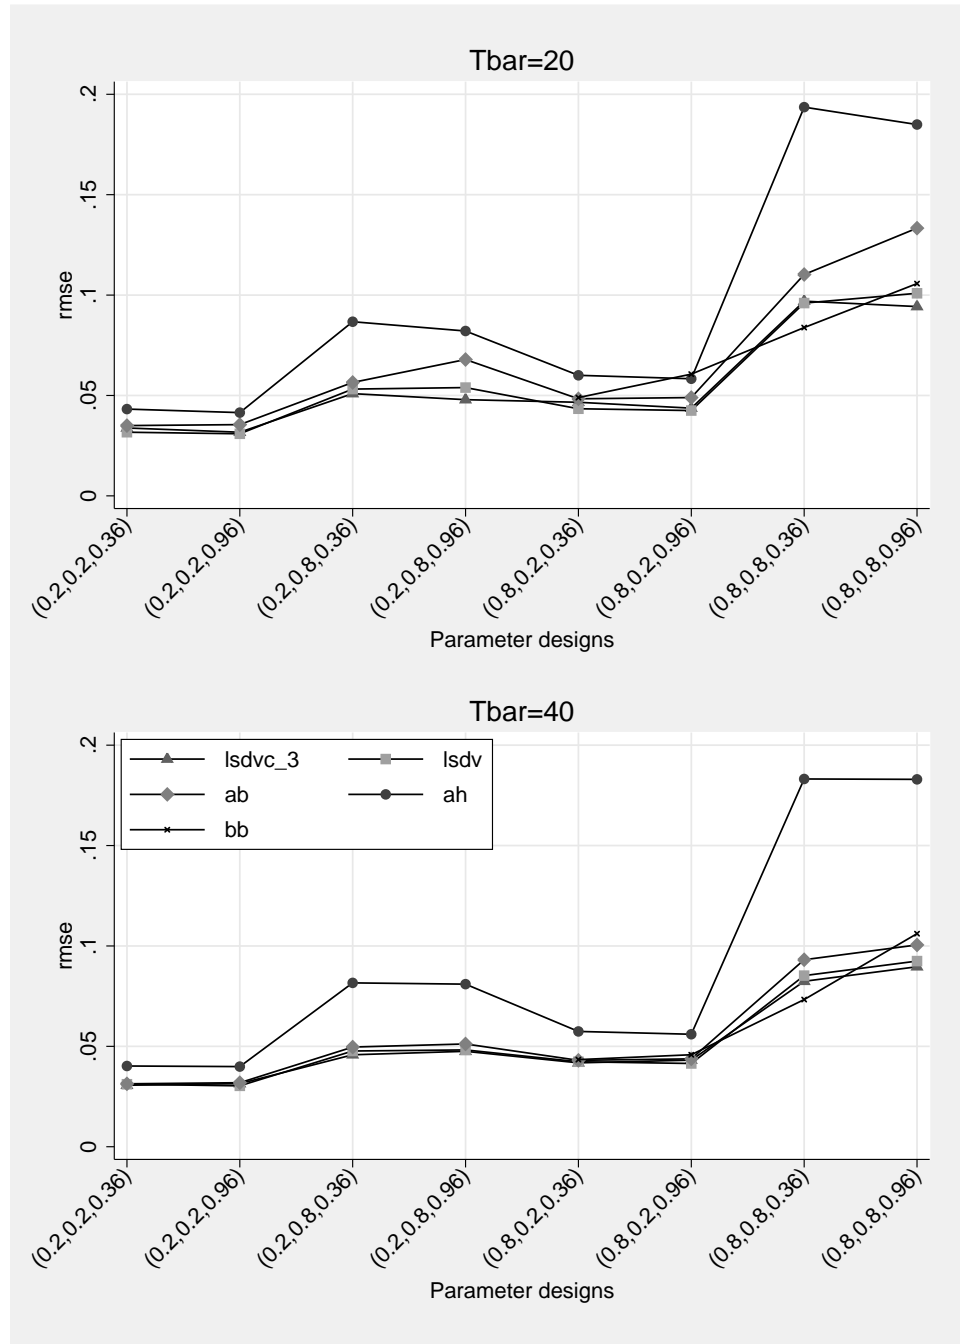 Tbar=20
.2
.15
.1
.05
0
rmse
(0.2,0.2,0.36)
(0.2,0.2,0.96)
(0.2,0.8,0.36)
(0.2,0.8,0.96)
(0.8,0.2,0.36)
(0.8,0.2,0.96)
(0.8,0.8,0.36)
(0.8,0.8,0.96)
Parameter designs
Tbar=40
lsdvc_3 lsdv
ab ah
bb
.2
.15
.1
.05
0
rmse
(0.2,0.2,0.36)
(0.2,0.2,0.96)
(0.2,0.8,0.36)
(0.2,0.8,0.96)
(0.8,0.2,0.36)
(0.8,0.2,0.96)
(0.8,0.8,0.36)
(0.8,0.8,0.96)
Parameter designs